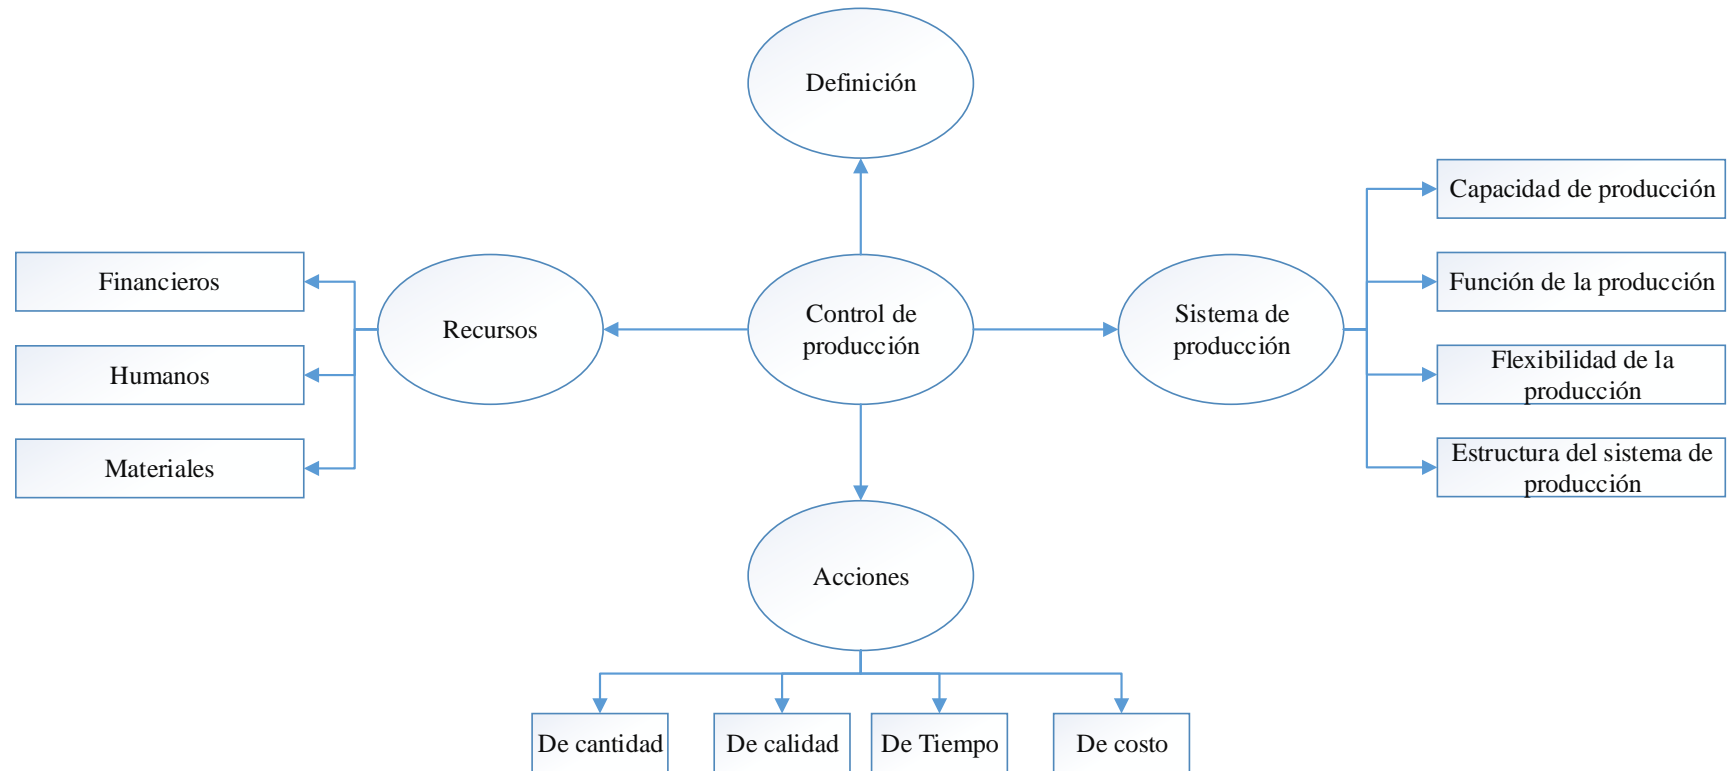 Definición
Capacidad de producción
Financieros
Función de la producción
Recursos
Control de
producción
Sistema de
producción
Humanos
Flexibilidad de la
producción
Materiales
Estructura del sistema de
producción
Acciones
De cantidad
De calidad
De Tiempo
De costo